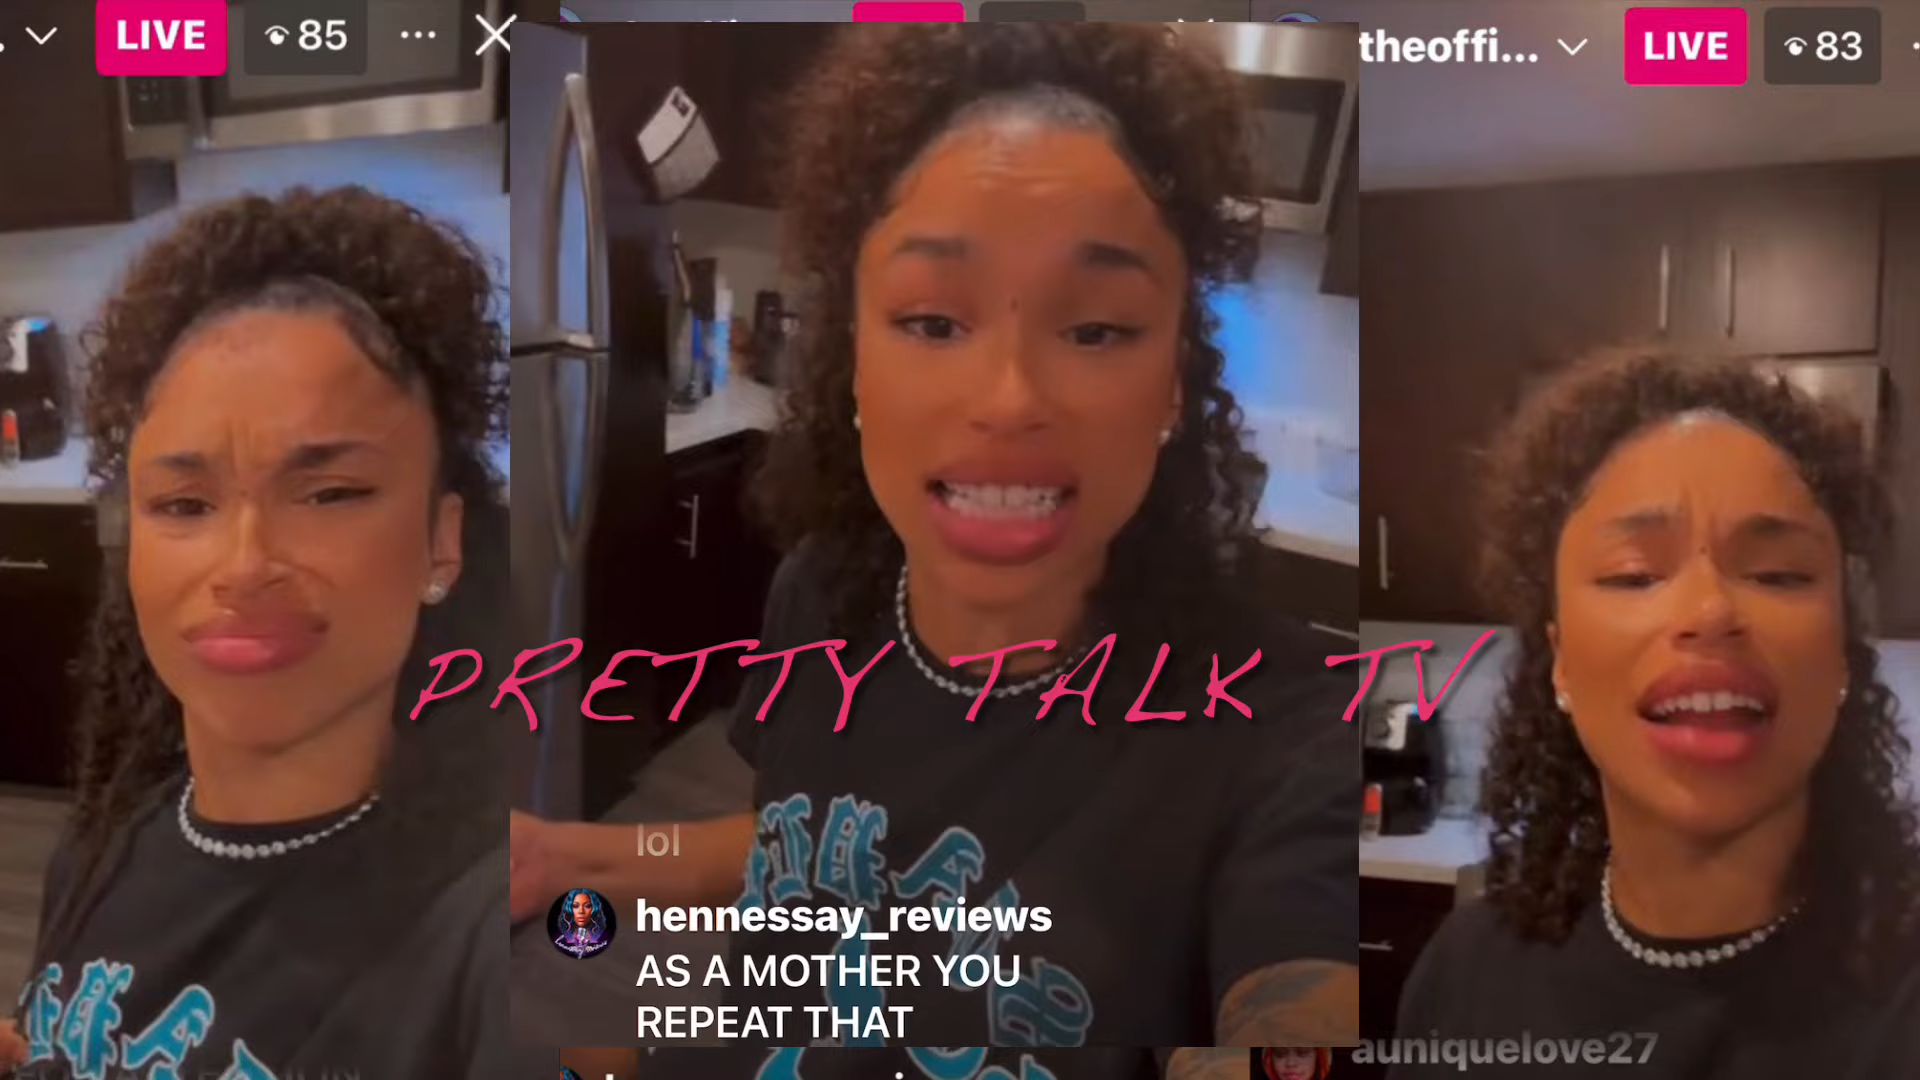 LIVE
85
theoffi...
LIVE
83
PRETTY TALK TV
lol
hennessay_reviews
AS A MOTHER YOU
REPEAT THAT
auniquelove27